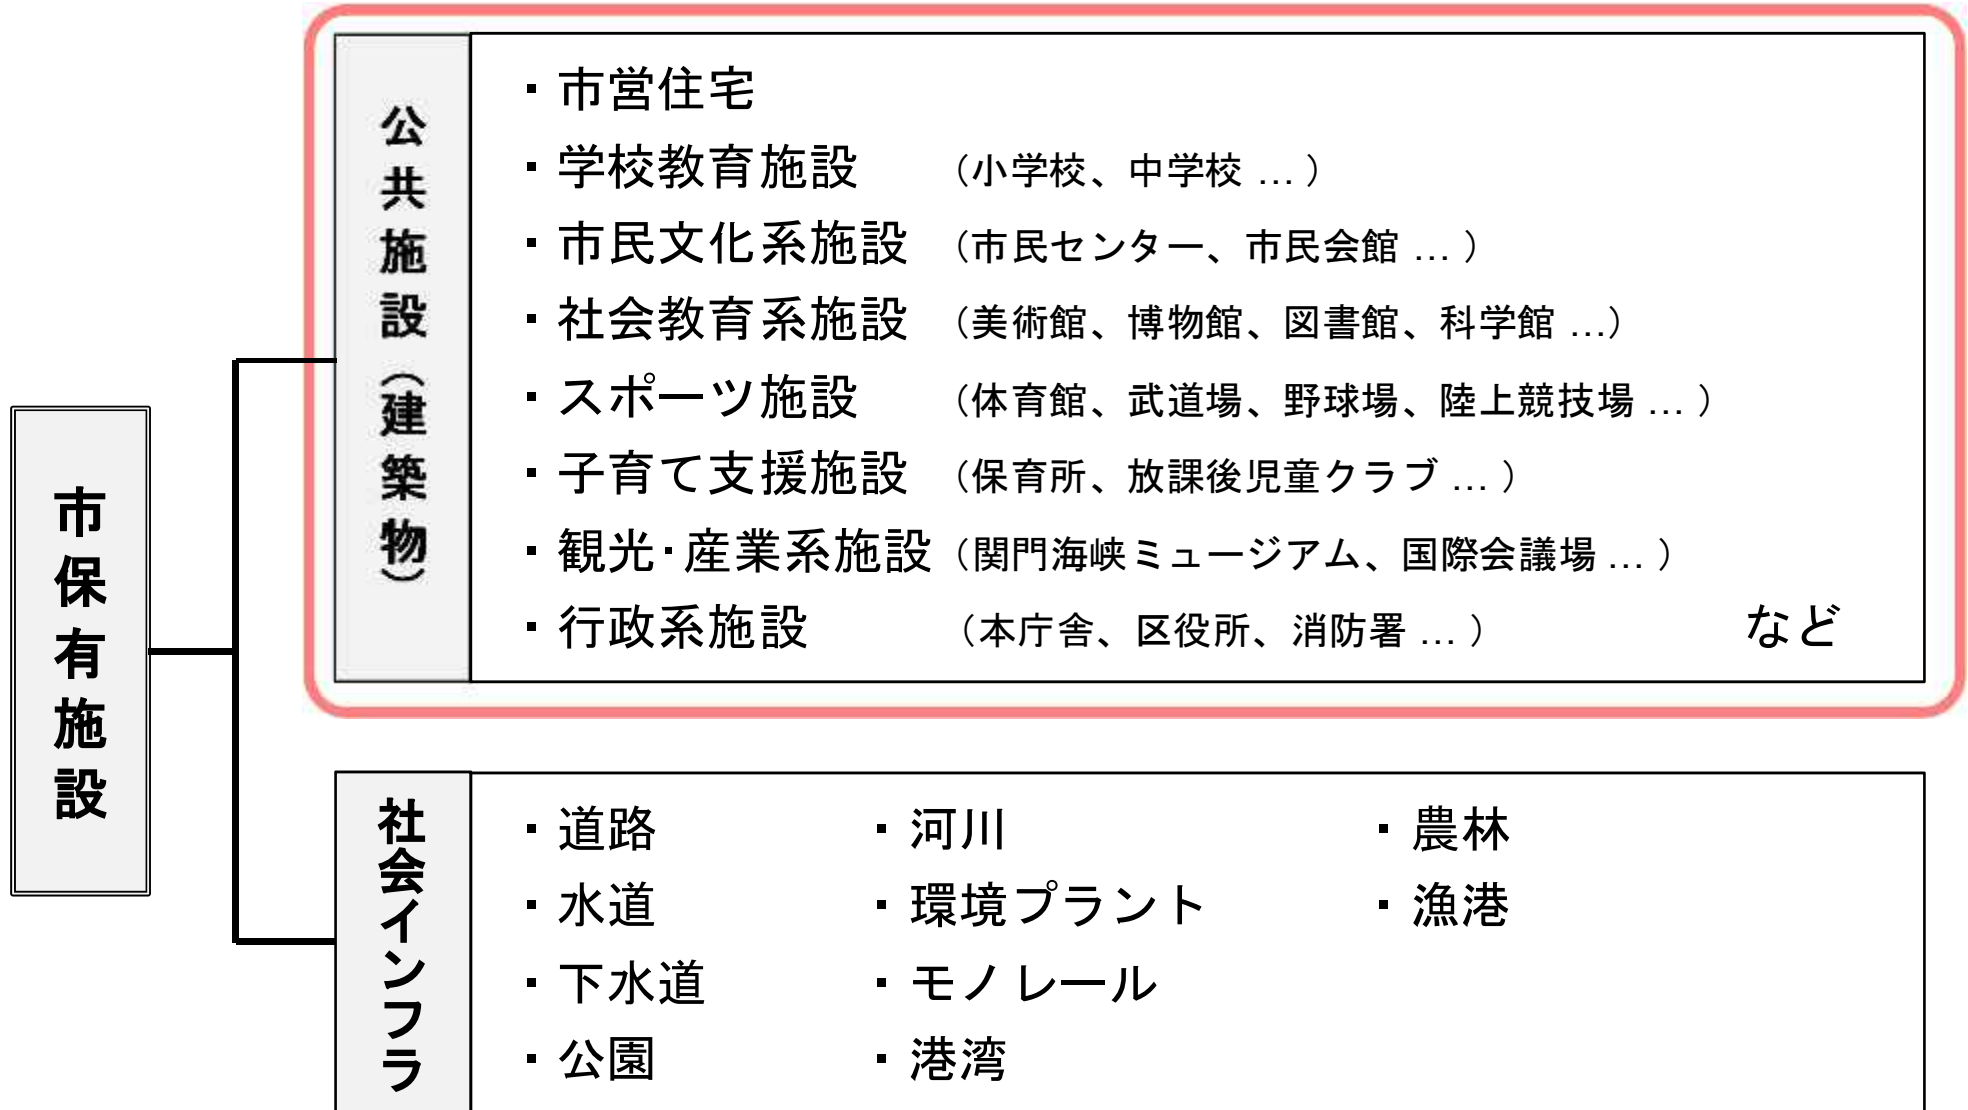 市保有施設
公共施設（建築物）
・市営住宅
・学校教育施設　（小学校、中学校 … ）
・市民文化系施設　（市民センター、市民会館 … ）
・社会教育系施設　（美術館、博物館、図書館、科学館 …）
・スポーツ施設　（体育館、武道場、野球場、陸上競技場 … ）
・子育て支援施設　（保育所、放課後児童クラブ … ）
・観光・産業系施設（関門海峡ミュージアム、国際会議場 … ）
・行政系施設　（本庁舎、区役所、消防署 … ）　など
社会インフラ
・道路　・河川　・農林
・水道　・環境プラント　・漁港
・下水道　・モノレール
・公園　・港湾